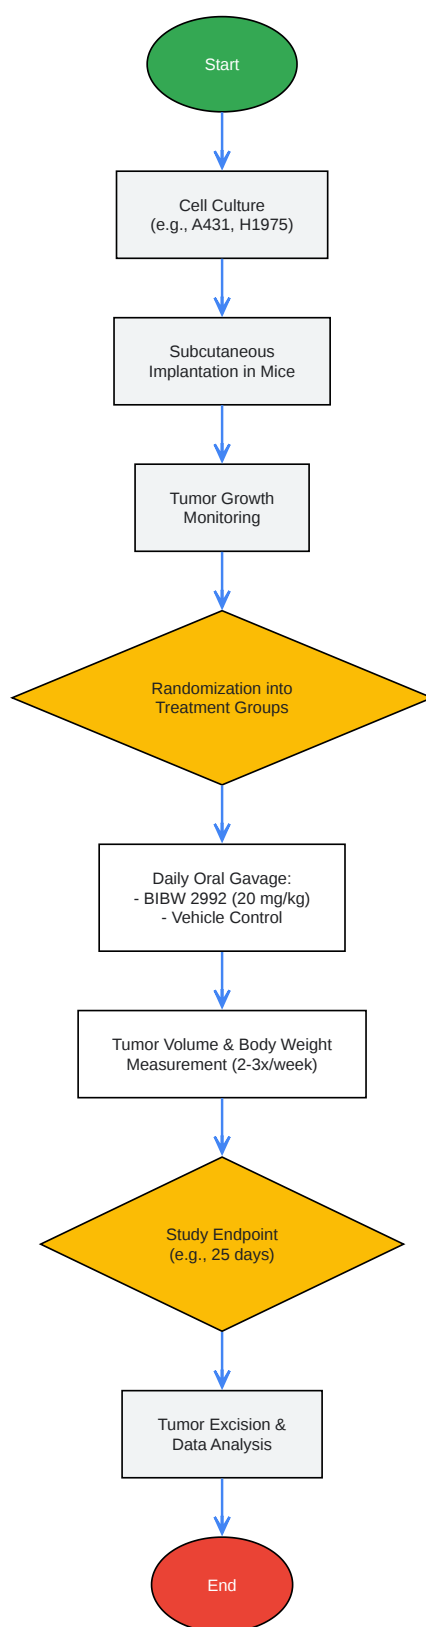 Start
Cell Culture
(e.g., A431, H1975)
Subcutaneous
Implantation in Mice
Tumor Growth
Monitoring
Randomization into
Treatment Groups
Daily Oral Gavage:
- BIBW 2992 (20 mg/kg)
- Vehicle Control
Tumor Volume & Body Weight
Measurement (2-3x/week)
Study Endpoint
(e.g., 25 days)
Tumor Excision &
Data Analysis
End